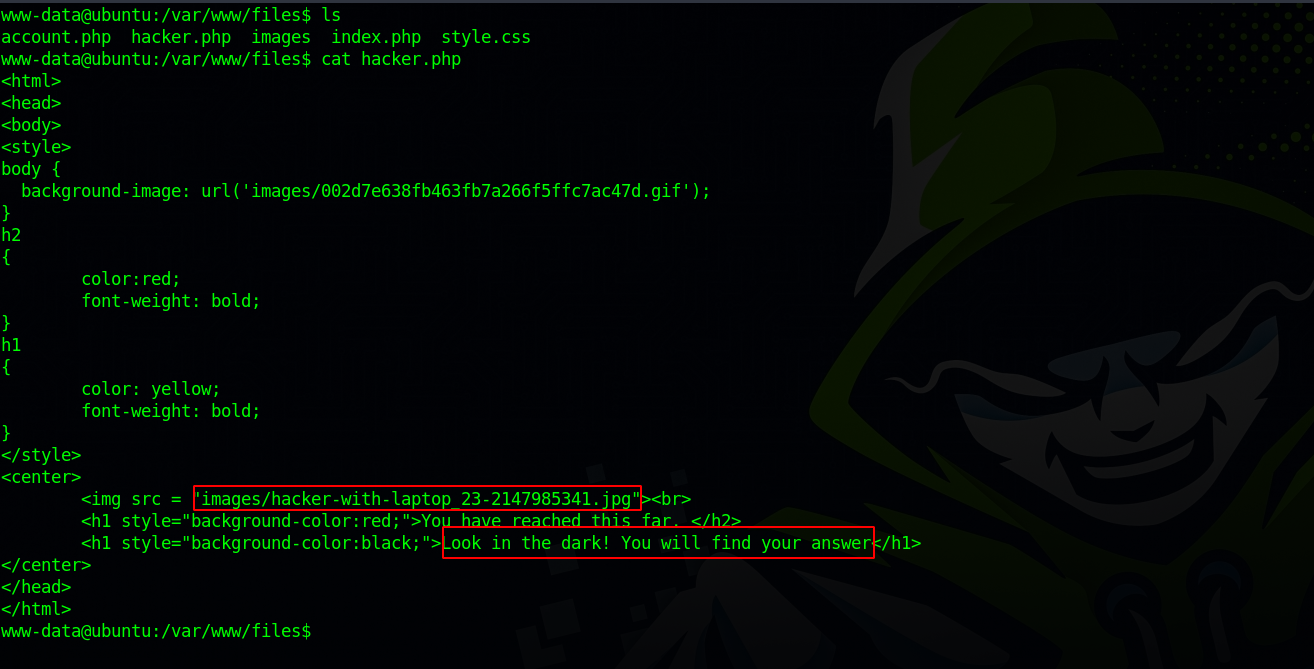 www-data@ubuntu:/var/www/files$ ls
account.php  hacker.php  images  index.php  style.css
www-data@ubuntu:/var/www/files$ cat hacker.php
<html>
<head>
<body>
<style>
body {
  background-image: url('images/002d7e638fb463fb7a266f5ffc7ac47d.gif');
}
h2
{
        color:red;
        font-weight: bold;
}
h1
{
        color: yellow;
        font-weight: bold;
}
</style>
<center>
        <img src = "images/hacker-with-laptop_23-2147985341.jpg"><br>
        <h1 style="background-color:red;">You have reached this far. </h2>
        <h1 style="background-color:black;">Look in the dark! You will find your answer</h1>
</center>
</head>
</html>
www-data@ubuntu:/var/www/files$